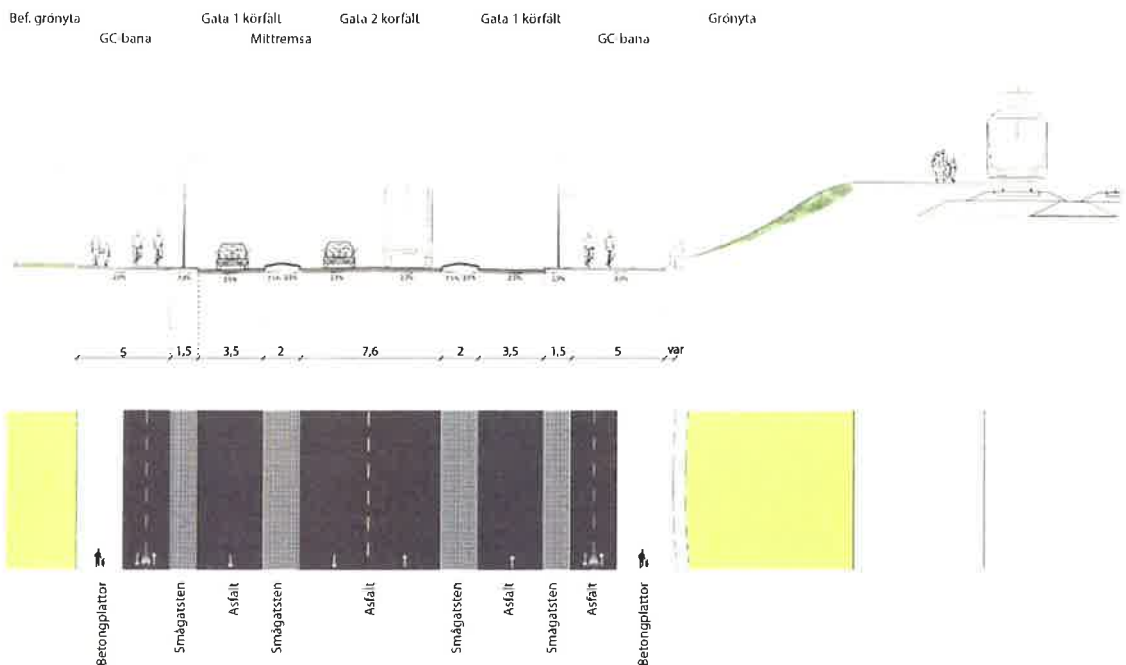 Bef. grönyta
Gata 1 körfält
Gata 2 korfält
Gata 1 körfält
Grönyta
GC-bana
Mittremsa
GC-bana
5
1,5
3,5
2
7,6
2
3,5
1,5
5
var
Betongplattor
Smågatsten
Asfalt
Smågatsten
Asfalt
Smågatsten
Asfalt
Smågatsten
Asfalt
Betongplattor